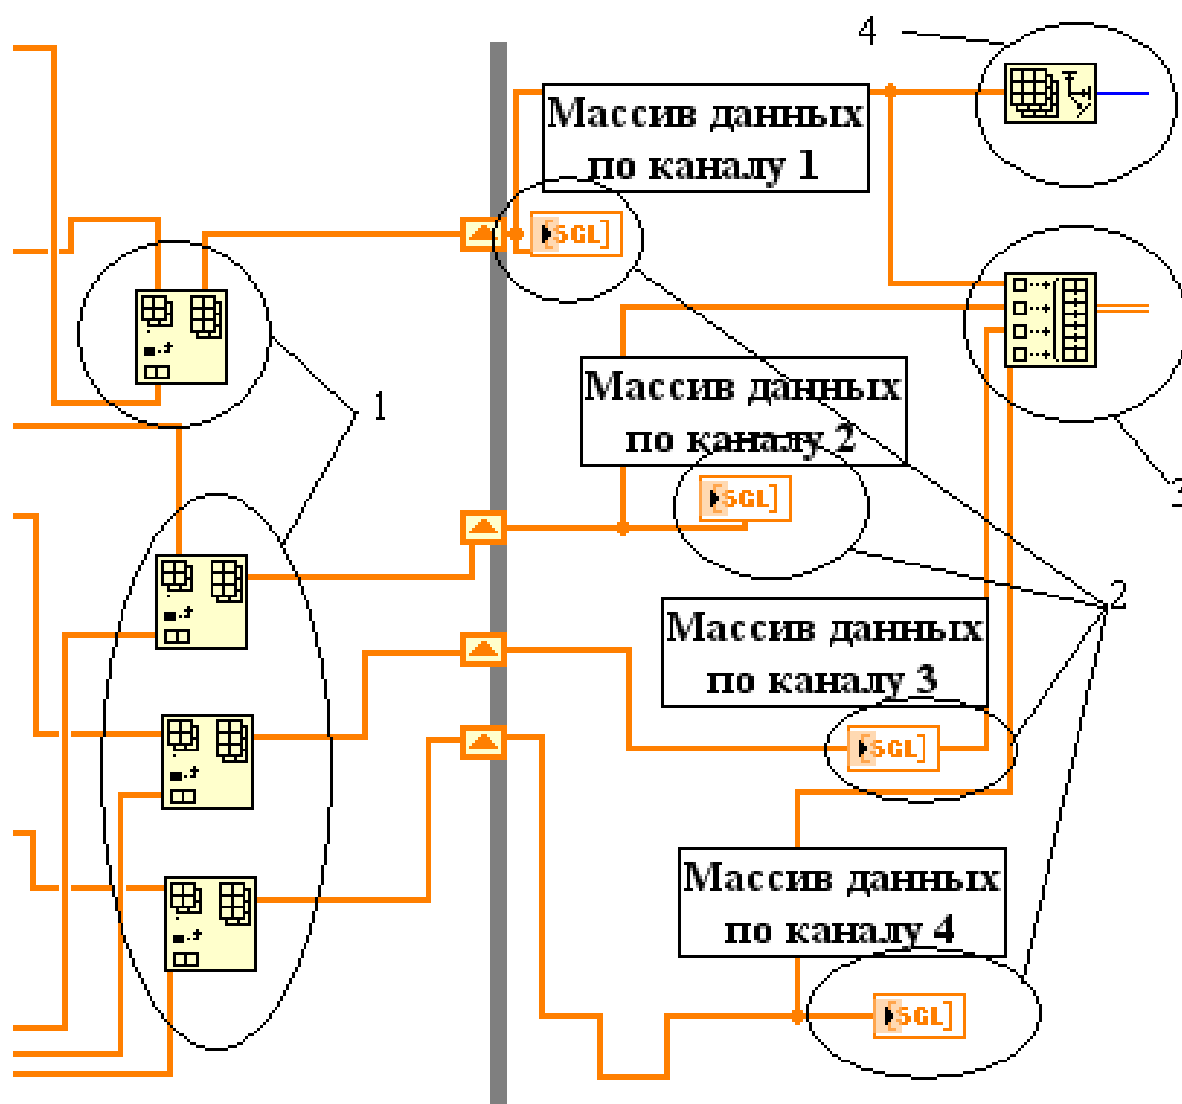 4
Массив данных
по каналу 1
[SGL]
1
Массив данных
по каналу 2
[SGL]
2
Массив данных
по каналу 3
[SGL]
Массив данных
по каналу 4
[SGL]